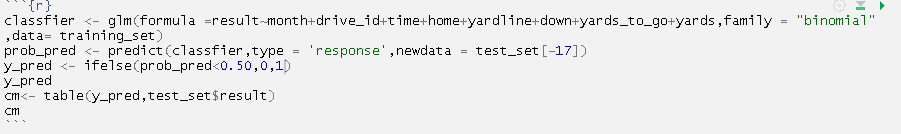 ```{r}
classfier <- glm(formula =result~month+drive_id+time+home+yardline+down+yards_to_go+yards,family = "binomial"
,data= training_set)
prob_pred <- predict(classfier,type = 'response',newdata = test_set[-17])
y_pred <- ifelse(prob_pred<0.50,0,1)
y_pred
cm<- table(y_pred,test_set$result)
cm
```